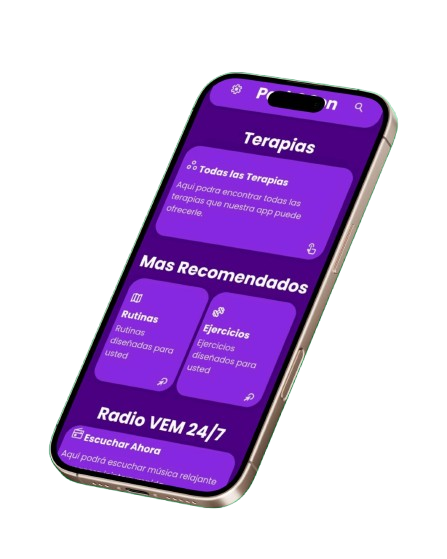 Terapias
Todas las Terapias
Aqui podra encontrar todas las
terapias que nuestra app puede
ofrecerle.
Mas Recomendados
Rutinas
Rutinas
diseñadas para
usted
Ejercicios
Ejercicios
diseñados para
usted
Radio VEM 24/7
Escuchar Ahora
Aqui podrá escuchar música relajante